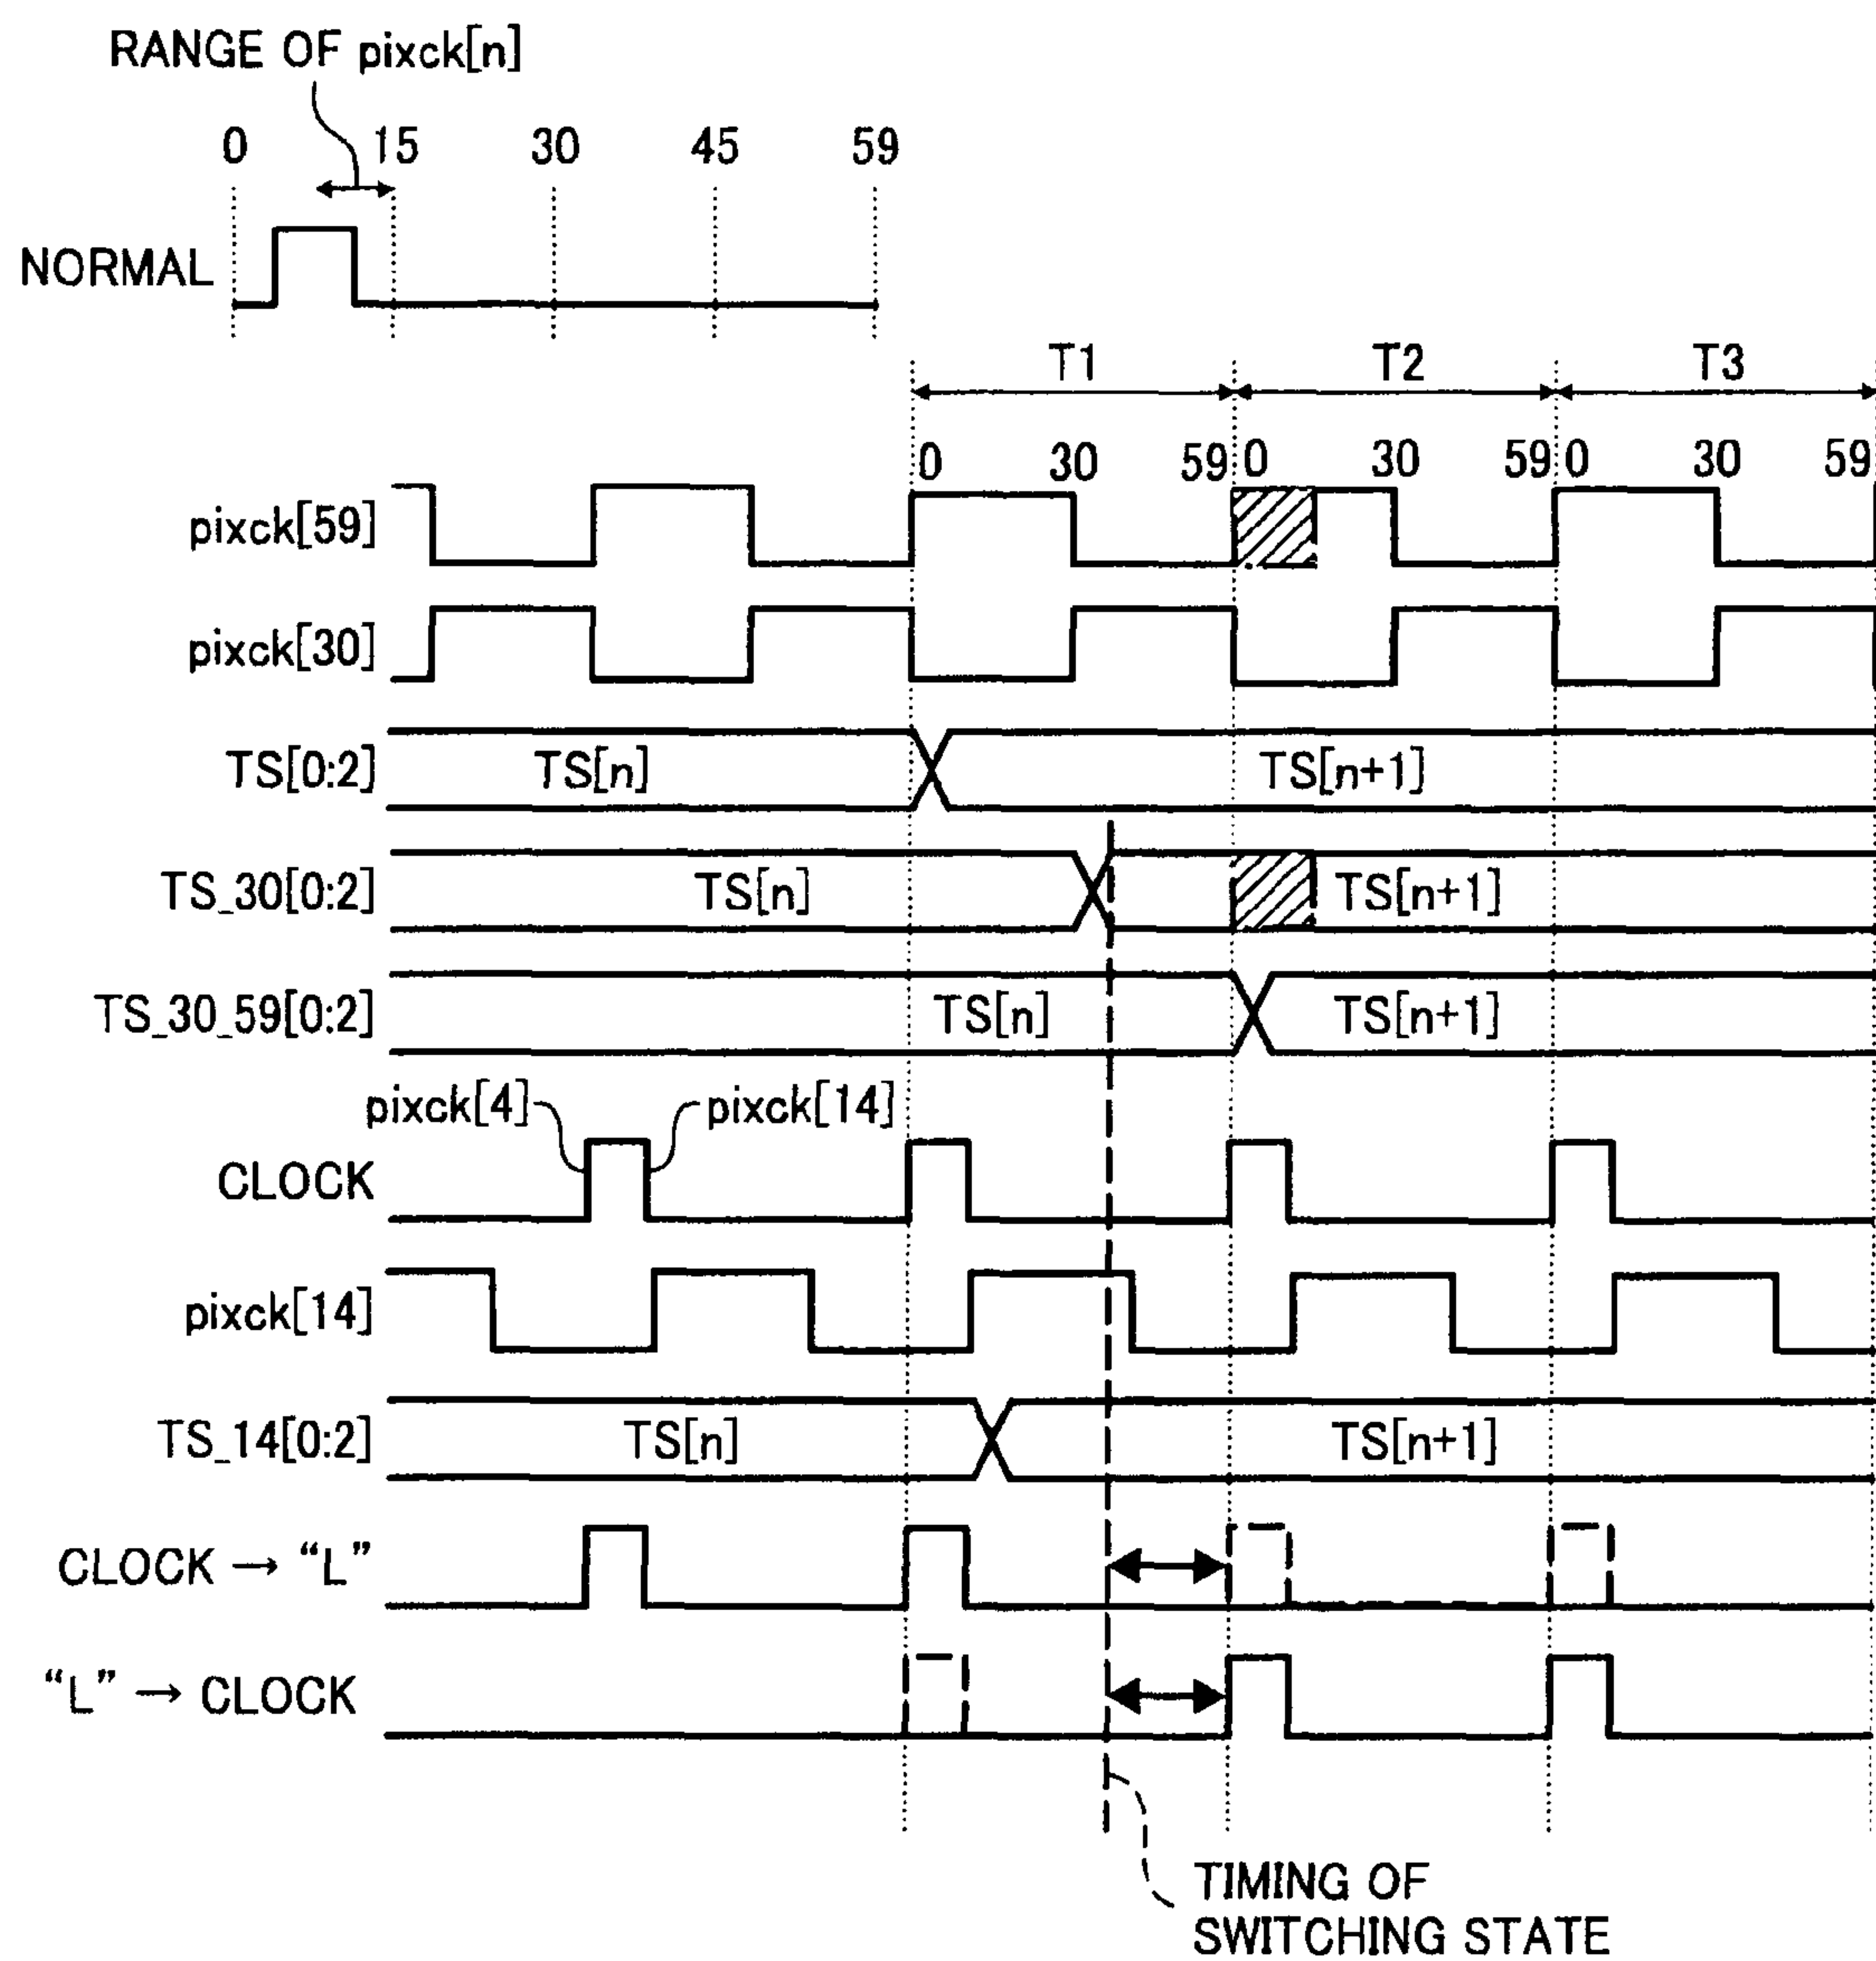 RANGE OF pixck[n]
0 15 30 45 59
NORMAL
T1 T2 T3
0 30 59 0 30 59 0 30 59
pixck[59]
pixck[30]
TS[0:2] TS[n] TS[n+1]
TS_30[0:2] TS[n] TS[n+1]
TS_30_59[0:2] TS[n] TS[n+1]
pixck[4] pixck[14]
CLOCK
pixck[14]
TS_14[0:2] TS[n] TS[n+1]
CLOCK → “L”
“L” → CLOCK
TIMING OF
SWITCHING STATE